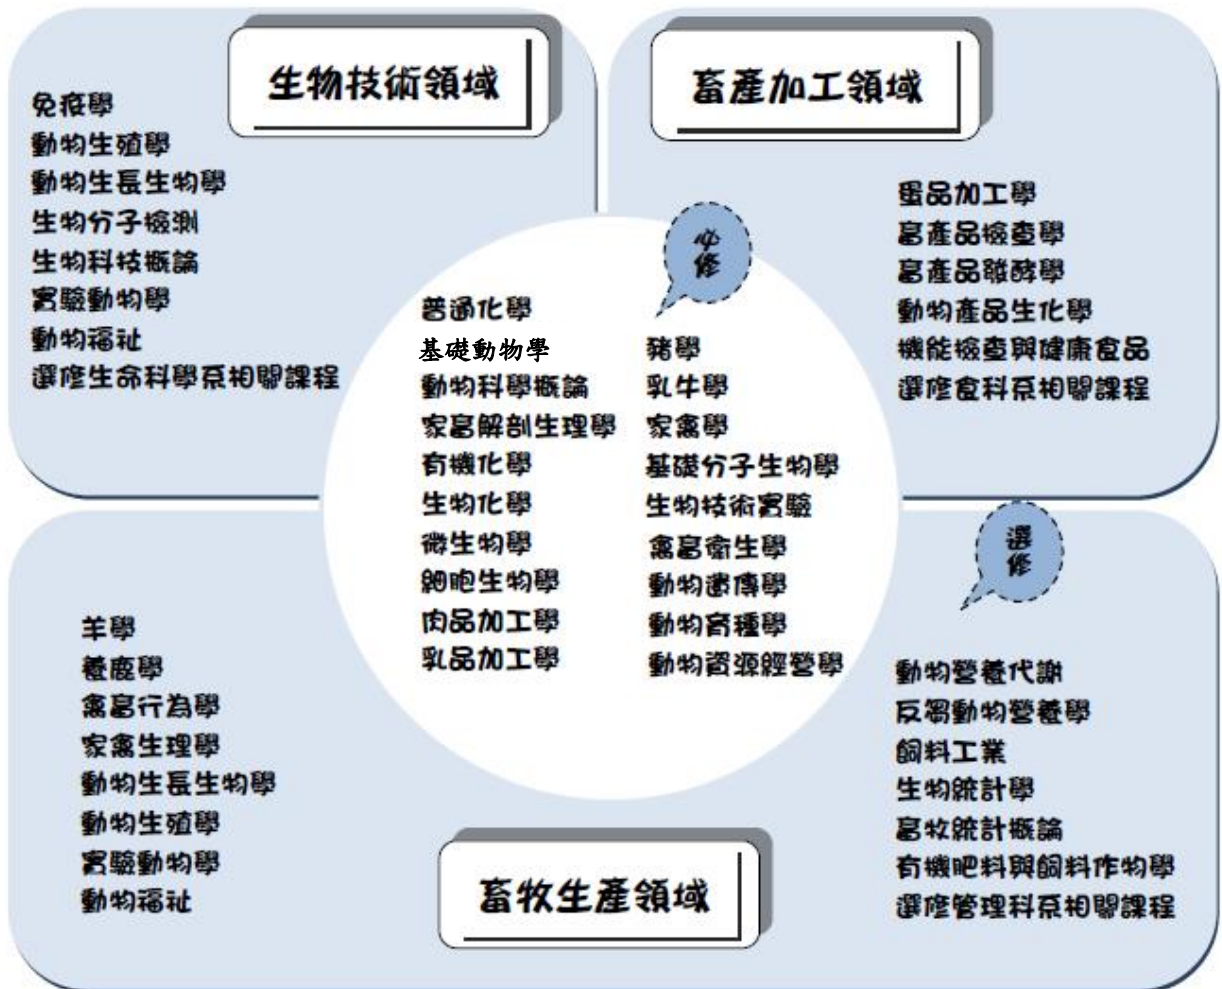 生物技術領域
免疫學
動物生殖學
動物生長生物學
生物分子檢測
生物科技概論
實驗動物學
動物福祉
選修生命科學系相關課程
畜產加工領域
蛋品加工學
畜產品檢查學
畜產品發酵學
動物產品生化學
機能檢查與健康食品
選修食科系相關課程
必修
普通化學
基礎動物學
動物科學概論
家畜解剖生理學
有機化學
生物化學
微生物學
細胞生物學
肉品加工學
乳品加工學
豬學
乳牛學
家禽學
基礎分子生物學
生物技術實驗
禽畜衛生學
動物遺傳學
動物育種學
動物資源經營學
羊學
養鹿學
禽畜行為學
家禽生理學
動物生長生物學
動物生殖學
實驗動物學
動物福祉
畜牧生產領域
選修
動物營養代謝
反芻動物營養學
飼料工業
生物統計學
畜牧統計概論
有機肥料與飼料作物學
選修管理科系相關課程